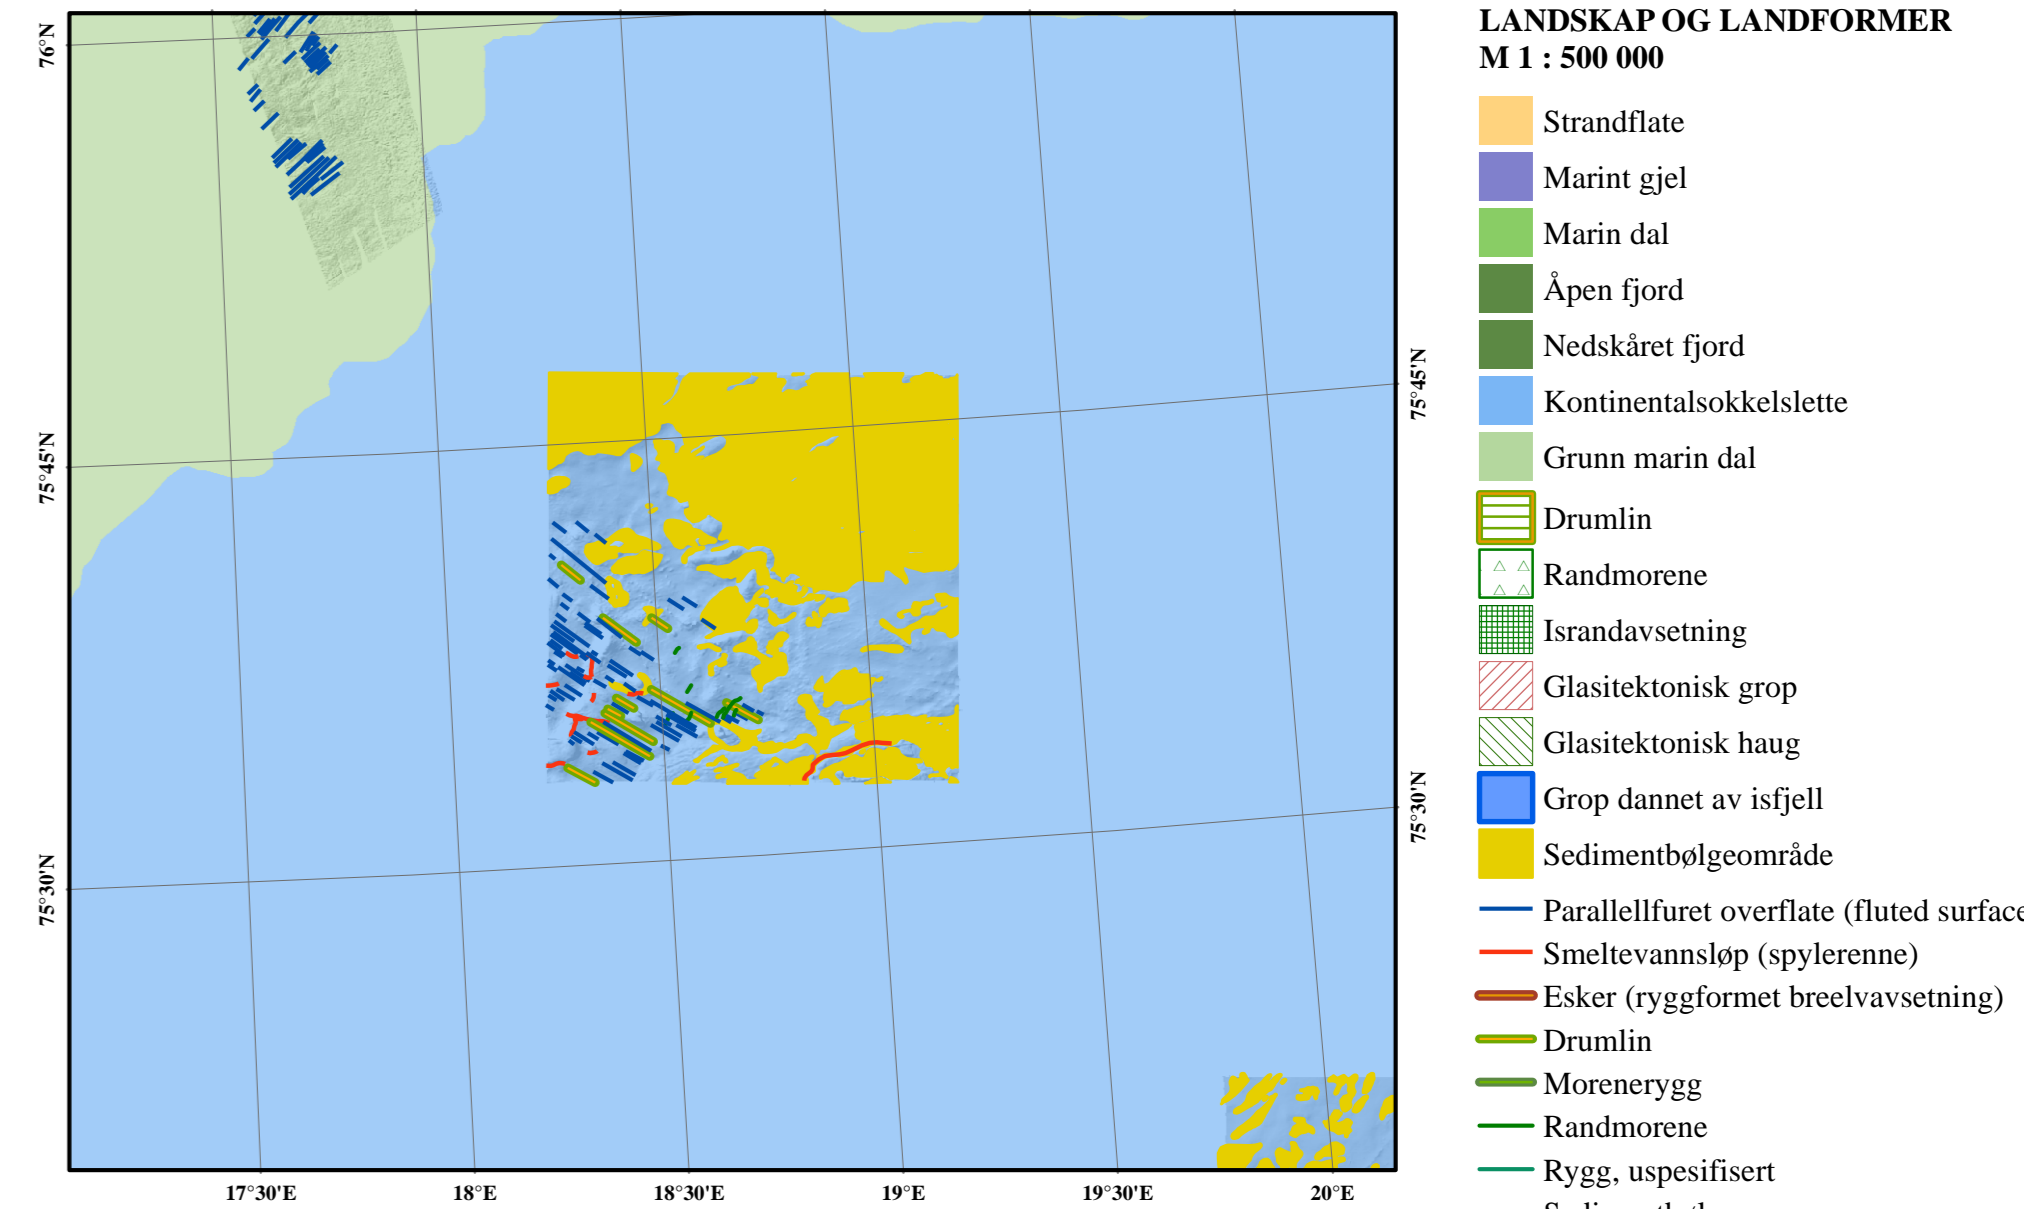 LANDSKAP OG LANDFORMER
M 1 : 500 000
Strandflate
Marint gjel
Marin dal
Åpen fjord
Nedskåret fjord
Kontinentalsokkelslette
Grunn marin dal
Drumlin
Randmorene
Israndavsetning
Glasitektonisk grop
Glasitektonisk haug
Grop dannet av isfjell
Sedimentbølgeområde
Parallellfuret overflate (fluted surface
Smeltevannsløp (spylerenne)
Esker (ryggformet breelvavsetning)
Drumlin
Morenerygg
Randmorene
Rygg, uspesifisert
76°N
75°45'N
75°30'N
75°45'N
75°30'N
17°30'E
18°E
18°30'E
19°E
19°30'E
20°E